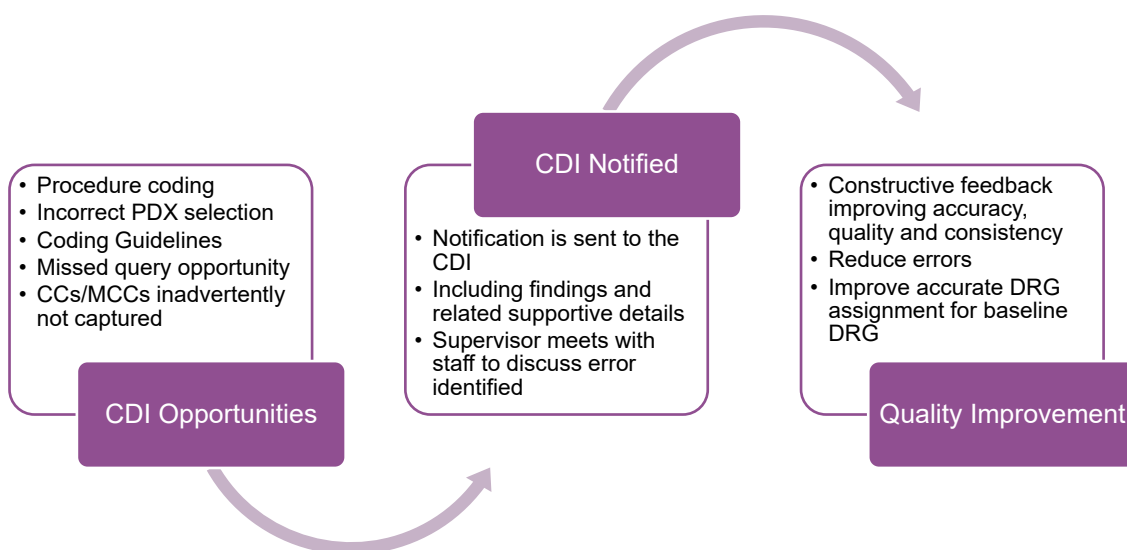 • Procedure coding
• Incorrect PDX selection
• Coding Guidelines
• Missed query opportunity
• CCs/MCCs inadvertently
not captured
CDI Opportunities
CDI Notified
• Notification is sent to the
CDI
• Including findings and
related supportive details
• Supervisor meets with
staff to discuss error
identified
• Constructive feedback
improving accuracy,
quality and consistency
• Reduce errors
• Improve accurate DRG
assignment for baseline
DRG
Quality Improvement